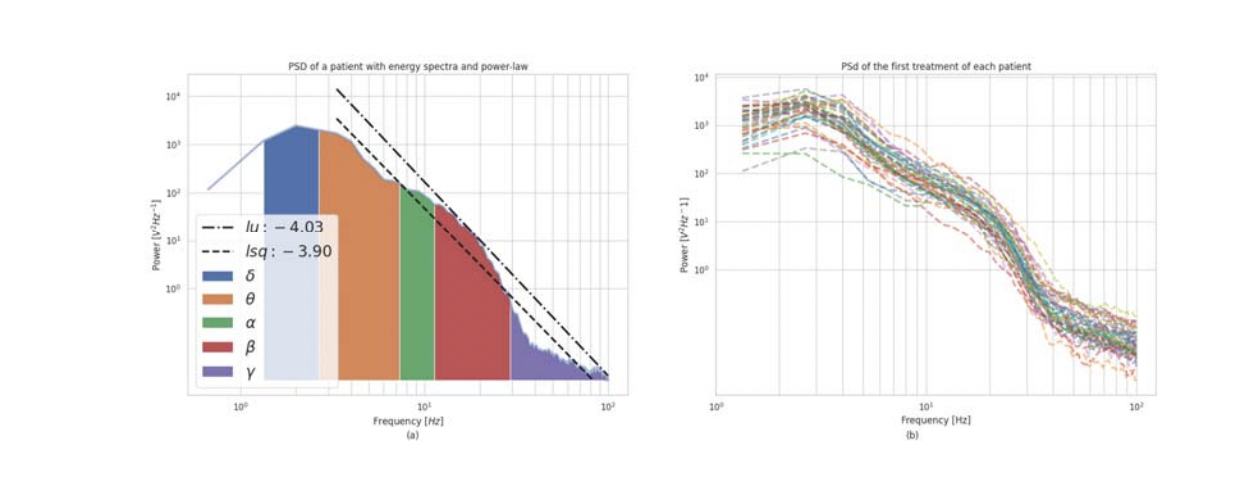 PSD of a patient with energy spectra and power-law
10⁴
10³
10²
10¹
10⁰
Power [V²Hz⁻¹]
lu : − 4.03
lsq : − 3.90
δ
θ
α
β
γ
10⁰
10¹
10²
Frequency [Hz]
(a)
PSd of the first treatment of each patient
10⁴
10³
10²
10¹
10⁰
Power [V²Hz − 1]
10⁰
10¹
10²
Frequency [Hz]
(b)